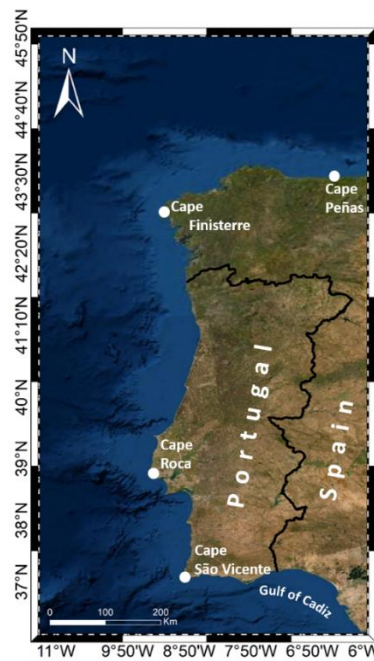 45°50'N
44°40'N
43°30'N
42°20'N
41°10'N
40°N
39°N
38°N
37°N
N
Cape
Peñas
Cape
Finisterre
Portugal
Spain
Cape
Roca
Cape
São Vicente
Gulf of Cadiz
0 100 200
Km
11°W 9°50'W 8°50'W 7°50'W 6°50'W 6°W